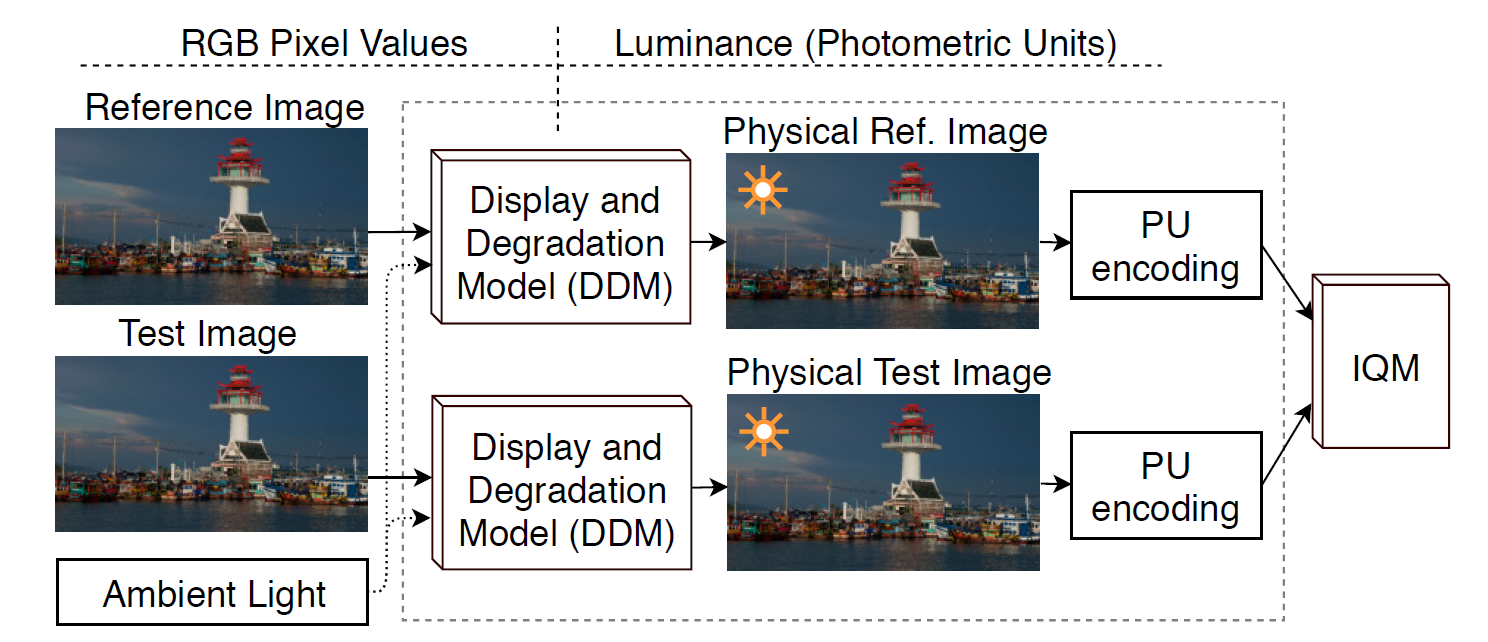 RGB Pixel Values
Luminance (Photometric Units)
Reference Image
Display and
Degradation
Model (DDM)
Physical Ref. Image
PU
encoding
Test Image
Display and
Degradation
Model (DDM)
Physical Test Image
PU
encoding
IQM
Ambient Light